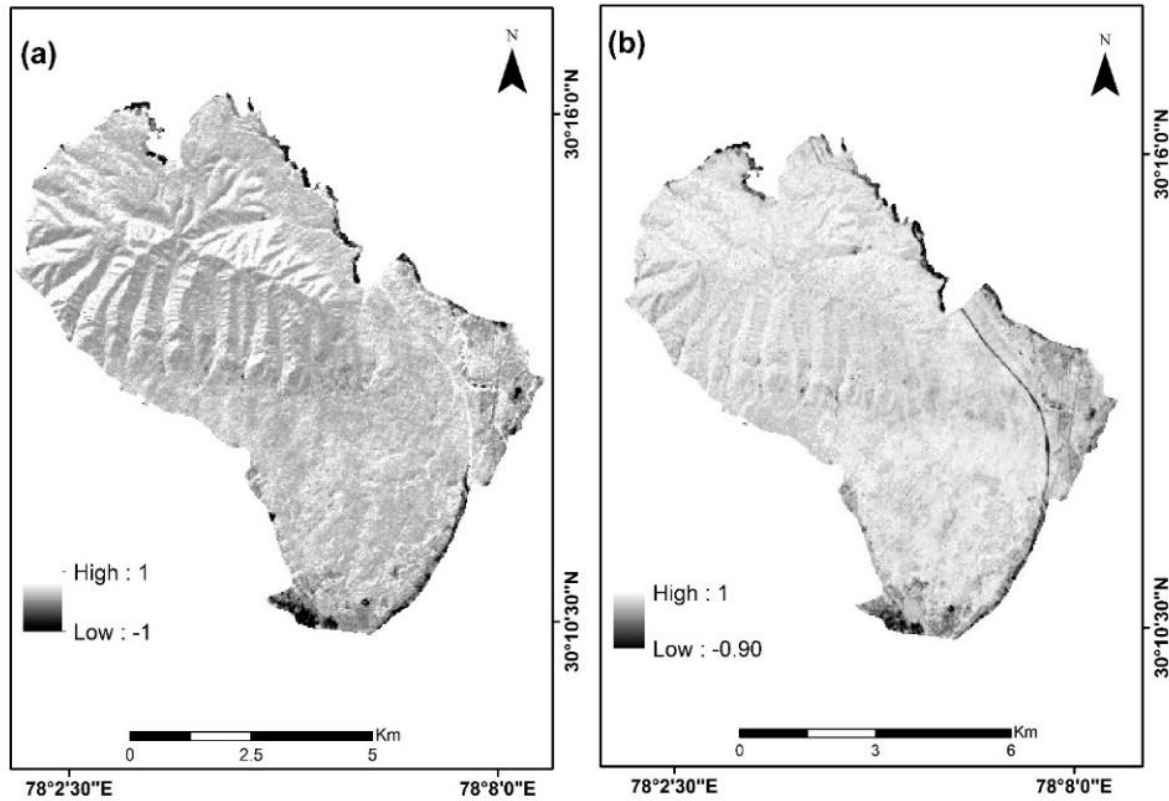 (a)
N
30°16'0"N
High : 1
Low : -1
30°10'30"N
Km
0 2.5 5
78°2'30"E 78°8'0"E
(b)
N
30°16'0"N
High : 1
Low : -0.90
30°10'30"N
Km
0 3 6
78°2'30"E 78°8'0"E